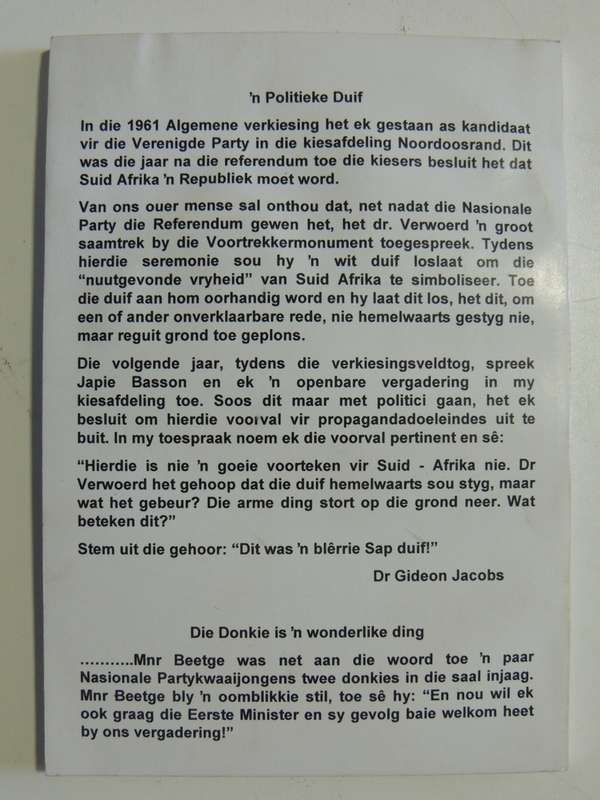 'n Politieke Duif
In die 1961 Algemene verkiesing het ek gestaan as kandidaat
vir die Verenigde Party in die kiesafdeling Noordoosrand. Dit
was die jaar na die referendum toe die kiesers besluit het dat
Suid Afrika 'n Republiek moet word.
Van ons ouer mense sal onthou dat, net nadat die Nasionale
Party die Referendum gewen het, het dr. Verwoerd 'n groot
saamtrek by die Voortrekkermonument toegespreek. Tydens
hierdie seremonie sou hy 'n wit duif loslaat om die
“nuutgevonde vryheid” van Suid Afrika te simboliseer. Toe
die duif aan hom oorhandig word en hy laat dit los, het dit, om
een of ander onverklaarbare rede, nie hemelwaarts gestyg nie,
maar reguit grond toe geplons.
Die volgende jaar, tydens die verkiesingsveldtog, spreek
Japie Basson en ek 'n openbare vergadering in my
kiesafdeling toe. Soos dit maar met politici gaan, het ek
besluit om hierdie voorval vir propagandadoeleindes uit te
buit. In my toespraak noem ek die voorval pertinent en sê:
“Hierdie is nie 'n goeie voorteken vir Suid - Afrika nie. Dr
Verwoerd het gehoop dat die duif hemelwaarts sou styg, maar
wat het gebeur? Die arme ding stort op die grond neer. Wat
beteken dit?”
Stem uit die gehoor: “Dit was 'n blêrrie Sap duif!”
Dr Gideon Jacobs
Die Donkie is 'n wonderlike ding
...........Mnr Beetge was net aan die woord toe 'n paar
Nasionale Partykwaaijongens twee donkies in die saal injaag.
Mnr Beetge bly 'n oomblikkie stil, toe sê hy: “En nou wil ek
ook graag die Eerste Minister en sy gevolg baie welkom heet
by ons vergadering!”